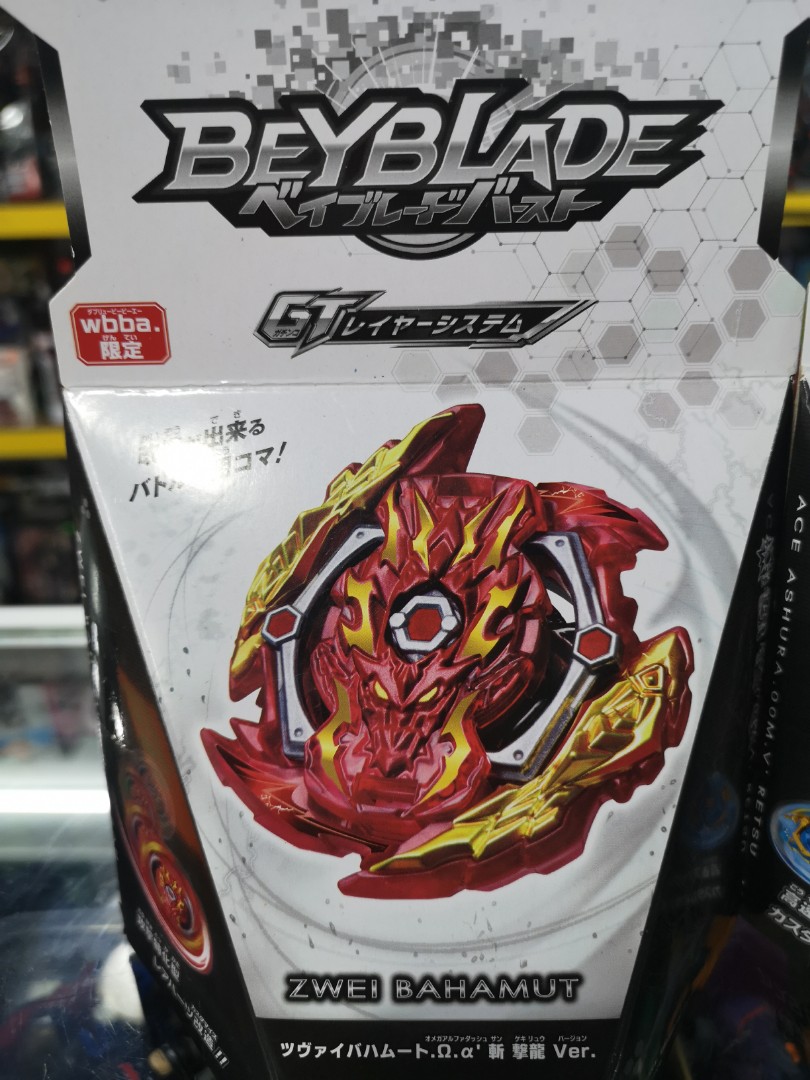 BEYBLADE
ベイブレードバースト
GT ガチンコ レイヤーシステム
ダブリュービービーエー
wbba.
げん てい
限定
出来る
バトル コマ!
ZWEI BAHAMUT
オメガアルファダッシュ ザン ゲキリュウ バージョン
ツヴァイバハムート.Ω.α' 斬 撃龍 Ver.
ACE ASHURA.00M.V' RETSU